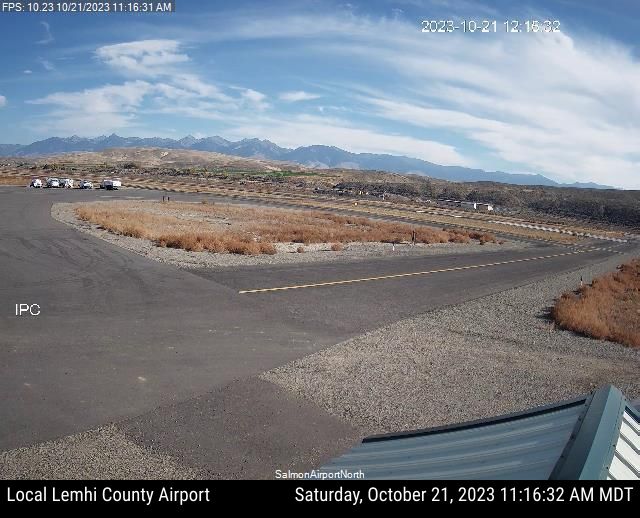 FPS: 10.23 10/21/2023 11:16:31 AM
2023-10-21 12:15:32
IPC
SalmonAirportNorth
Local Lemhi County Airport Saturday, October 21, 2023 11:16:32 AM MDT